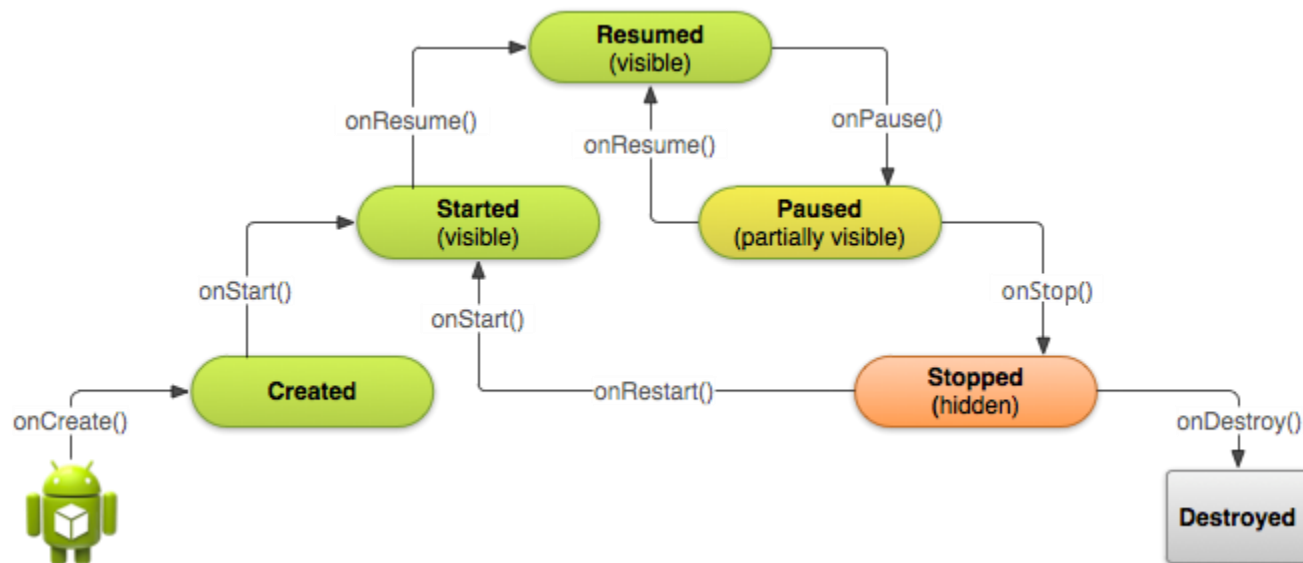 Resumed
(visible)
onResume()
onResume()
onPause()
Started
(visible)
Paused
(partially visible)
onStart()
onStart()
onStop()
Created
onRestart()
Stopped
(hidden)
onCreate()
onDestroy()
Destroyed